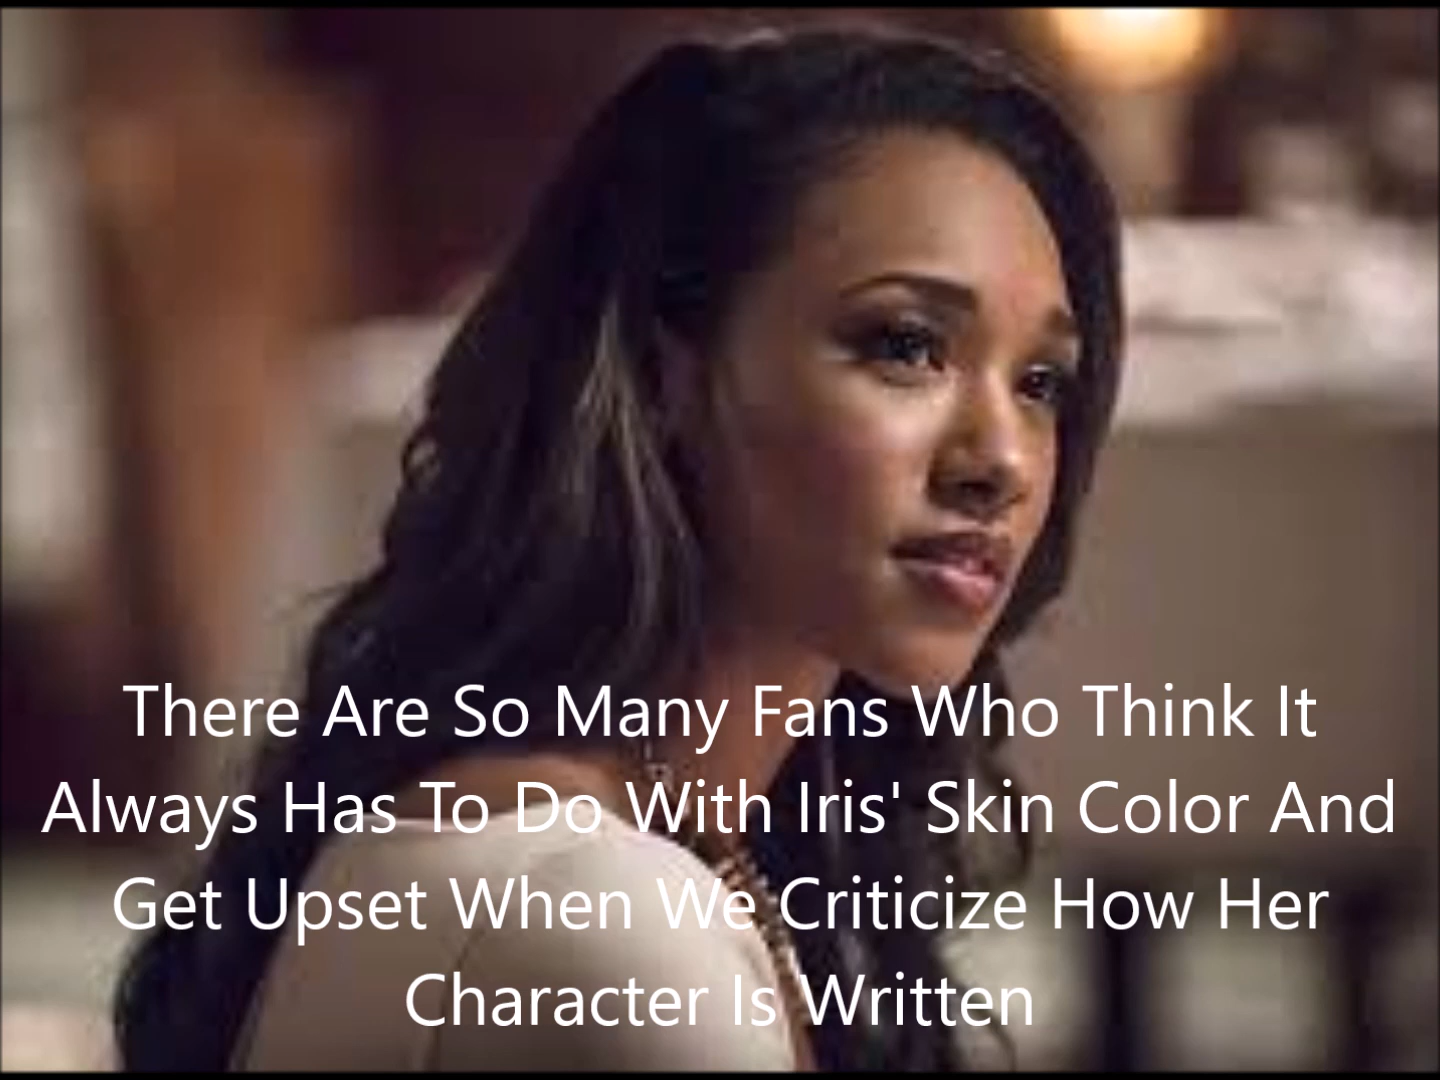 There Are So Many Fans Who Think It
Always Has To Do With Iris' Skin Color And
Get Upset When We Criticize How Her
Character Is Written